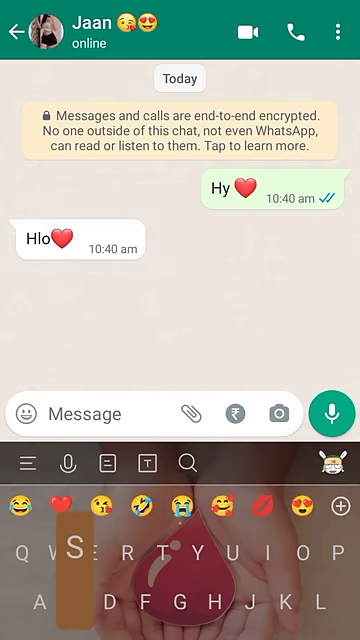 Jaan 😘😍
online
Today
🔒 Messages and calls are end-to-end encrypted.
No one outside of this chat, not even WhatsApp,
can read or listen to them. Tap to learn more.
Hy ❤️
10:40 am
Hlo❤️
10:40 am
Message
₹
T
😂 ❤️ 😘 🤣 😭 🥰 💋 😍
Q W E R T Y U I O P
A S D F G H J K L